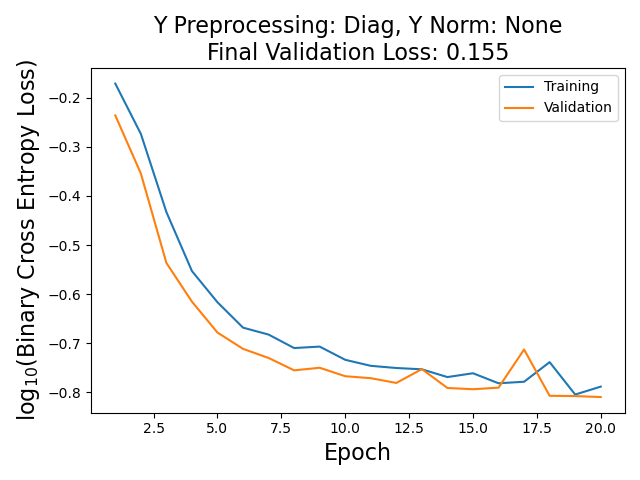 Y Preprocessing: Diag, Y Norm: None
Final Validation Loss: 0.155
log₁₀(Binary Cross Entropy Loss)
Training
Validation
−0.2
−0.3
−0.4
−0.5
−0.6
−0.7
−0.8
2.5 5.0 7.5 10.0 12.5 15.0 17.5 20.0
Epoch